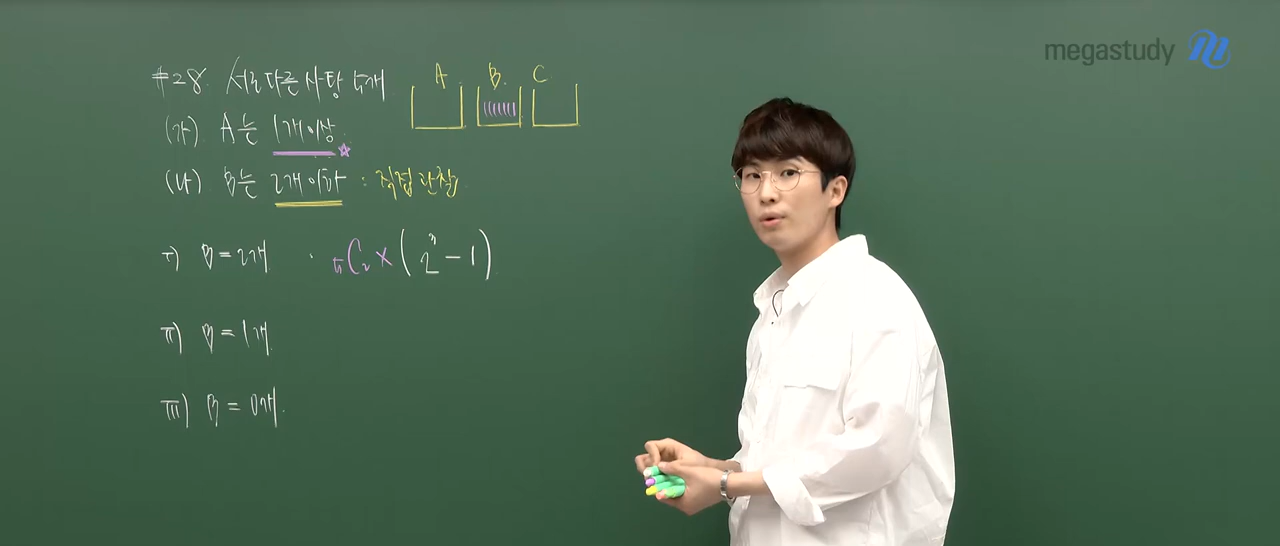 megastudy
#28. 서로 다른 사탕 5개
A B C
(가) A는 1개 이상
(나) B는 2개 이하 : 직접 관찰
I) B=2개 · ₅C₂×(2³-1)
II) B=1개
III) B=0개.